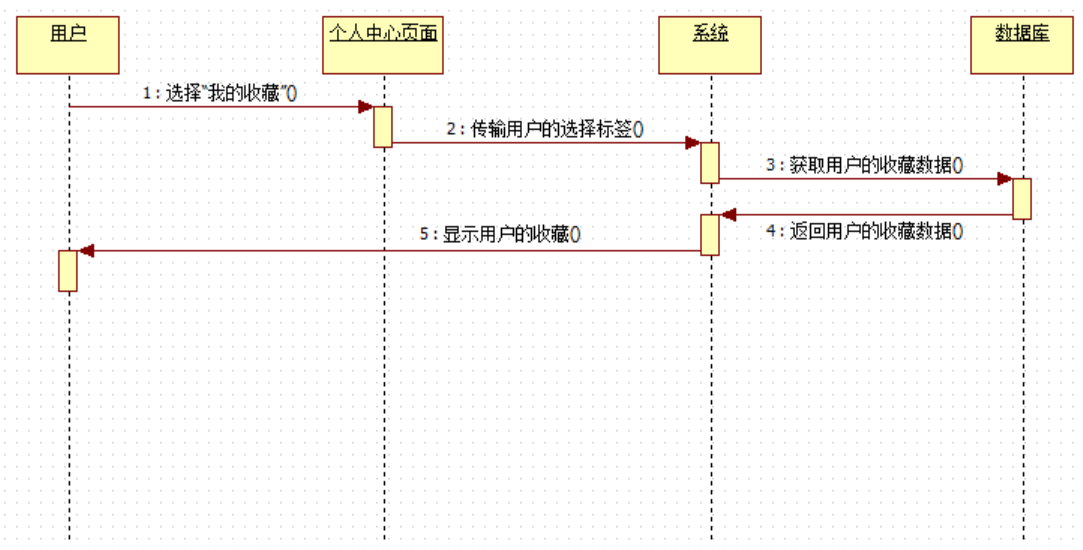 用户
个人中心页面
系统
数据库
1 : 选择"我的收藏"()
2 : 传输用户的选择标签()
3 : 获取用户的收藏数据()
4 : 返回用户的收藏数据()
5 : 显示用户的收藏()